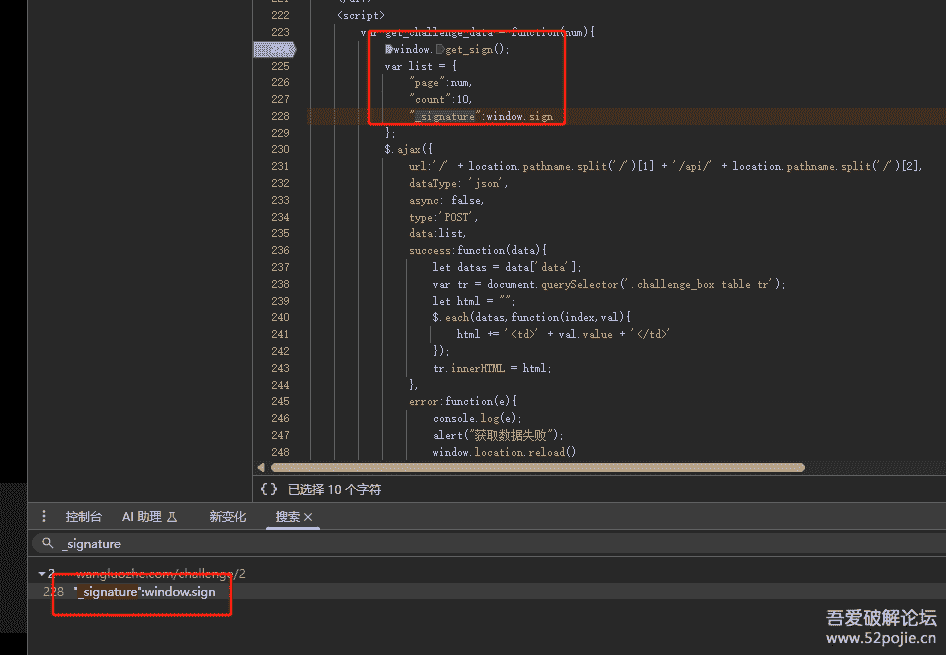 221 </div>
222 <script>
223 var get_challenge_data = function(num){
224 window.get_sign();
225 var list = {
226 "page":num,
227 "count":10,
228 "_signature":window.sign
229 };
230 $.ajax({
231 url:'/' + location.pathname.split('/')[1] + '/api/' + location.pathname.split('/')[2],
232 dataType: 'json',
233 async: false,
234 type:'POST',
235 data:list,
236 success:function(data){
237 let datas = data['data'];
238 var tr = document.querySelector('.challenge_box table tr');
239 let html = "";
240 $.each(datas,function(index,val){
241 html += '<td>' + val.value + '</td>'
242 });
243 tr.innerHTML = html;
244 },
245 error:function(e){
246 console.log(e);
247 alert("获取数据失败");
248 window.location.reload()
{} 已选择 10 个字符
控制台 AI 助理 新变化 搜索 ×
_signature
2 wangluozhe.com/challenge/2
228 "_signature":window.sign
吾爱破解论坛
www.52pojie.cn